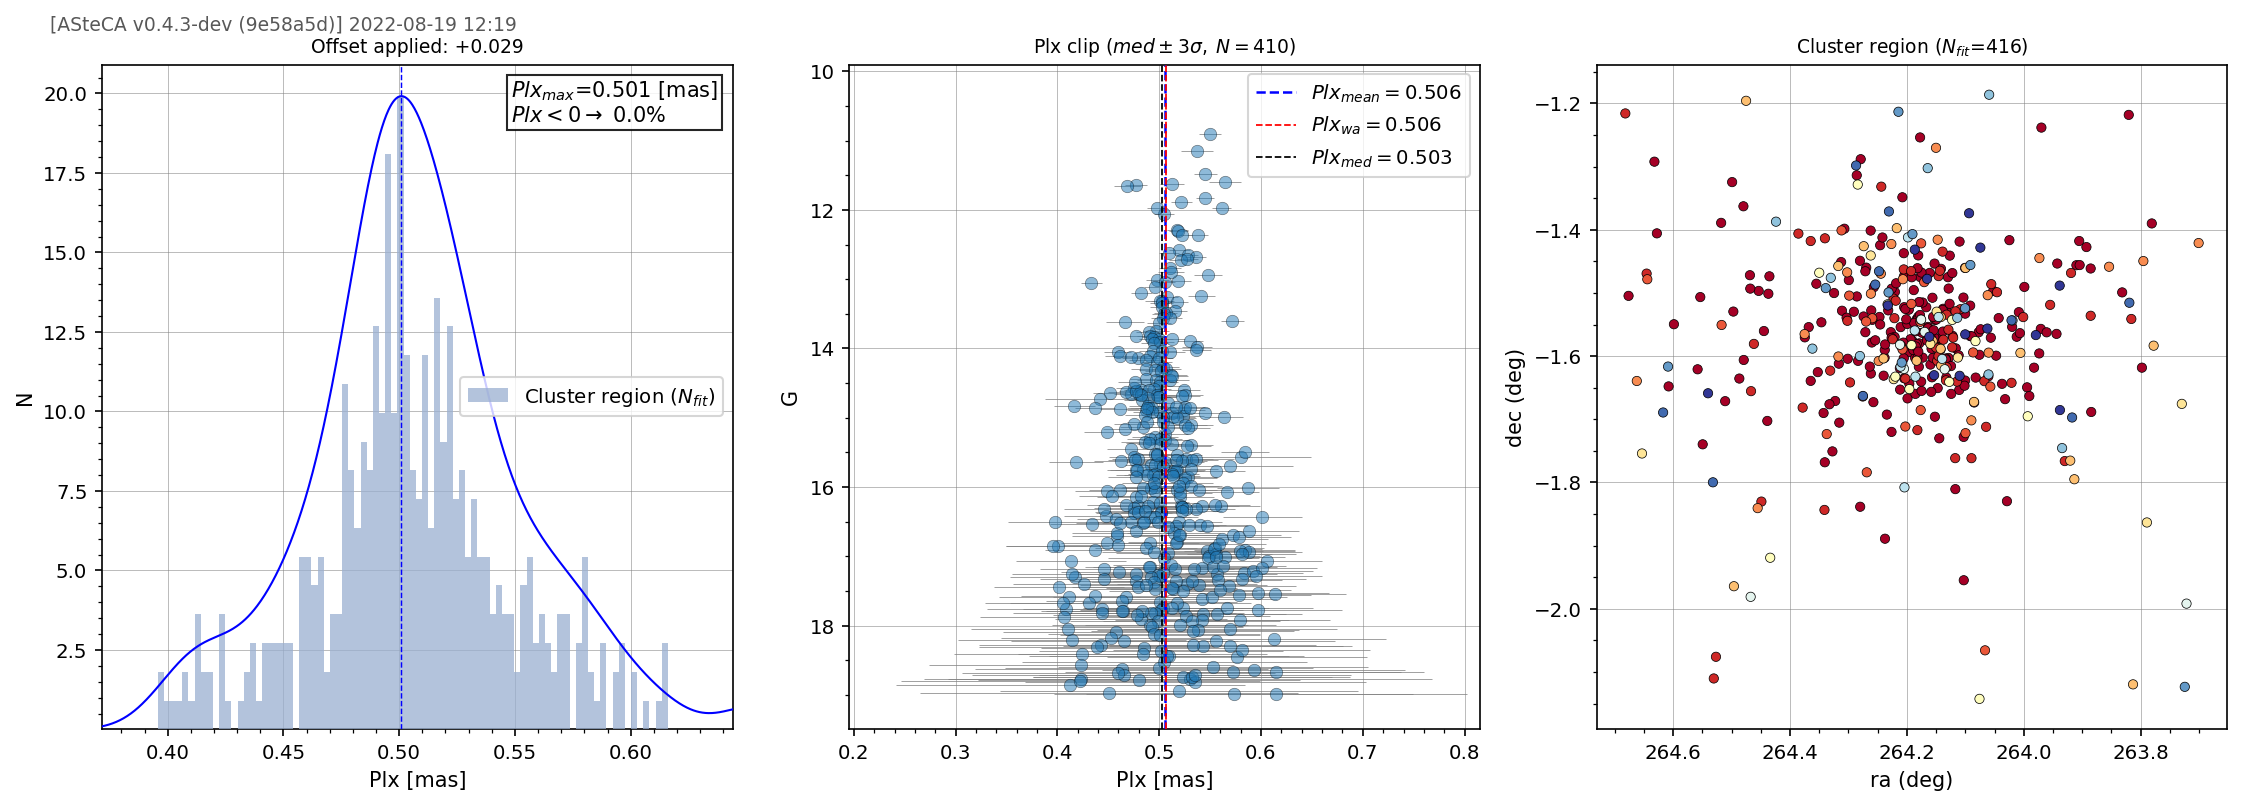 [ASteCA v0.4.3-dev (9e58a5d)] 2022-08-19 12:19
Offset applied: +0.029
Plx_max=0.501 [mas]
Plx<0→ 0.0%
Cluster region (N_fit)
20.0
17.5
15.0
12.5
10.0
7.5
5.0
2.5
N
0.40 0.45 0.50 0.55 0.60
Plx [mas]
Plx clip (med ± 3σ, N = 410)
Plx_mean = 0.506
Plx_wa = 0.506
Plx_med = 0.503
10
12
14
16
18
G
0.2 0.3 0.4 0.5 0.6 0.7 0.8
Plx [mas]
Cluster region (N_fit=416)
−1.2
−1.4
−1.6
−1.8
−2.0
dec (deg)
264.6 264.4 264.2 264.0 263.8
ra (deg)